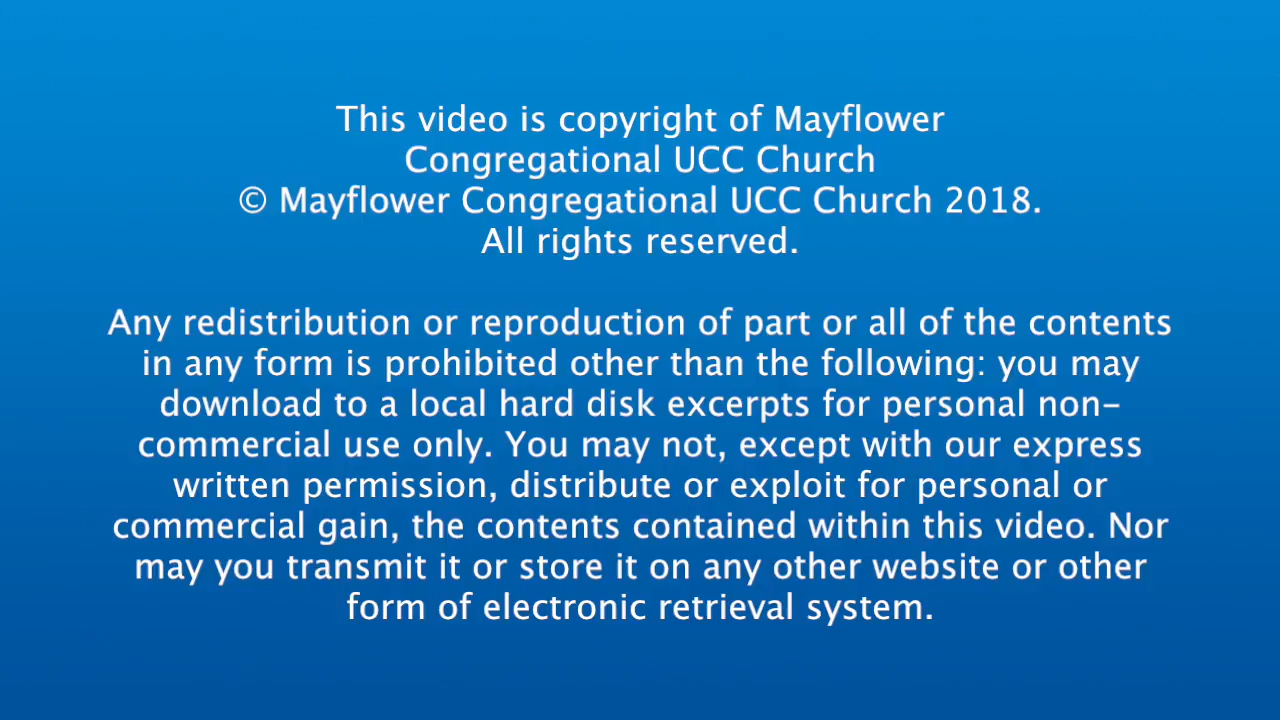 This video is copyright of Mayflower
Congregational UCC Church
© Mayflower Congregational UCC Church 2018.
All rights reserved.
Any redistribution or reproduction of part or all of the contents
in any form is prohibited other than the following: you may
download to a local hard disk excerpts for personal non-
commercial use only. You may not, except with our express
written permission, distribute or exploit for personal or
commercial gain, the contents contained within this video. Nor
may you transmit it or store it on any other website or other
form of electronic retrieval system.